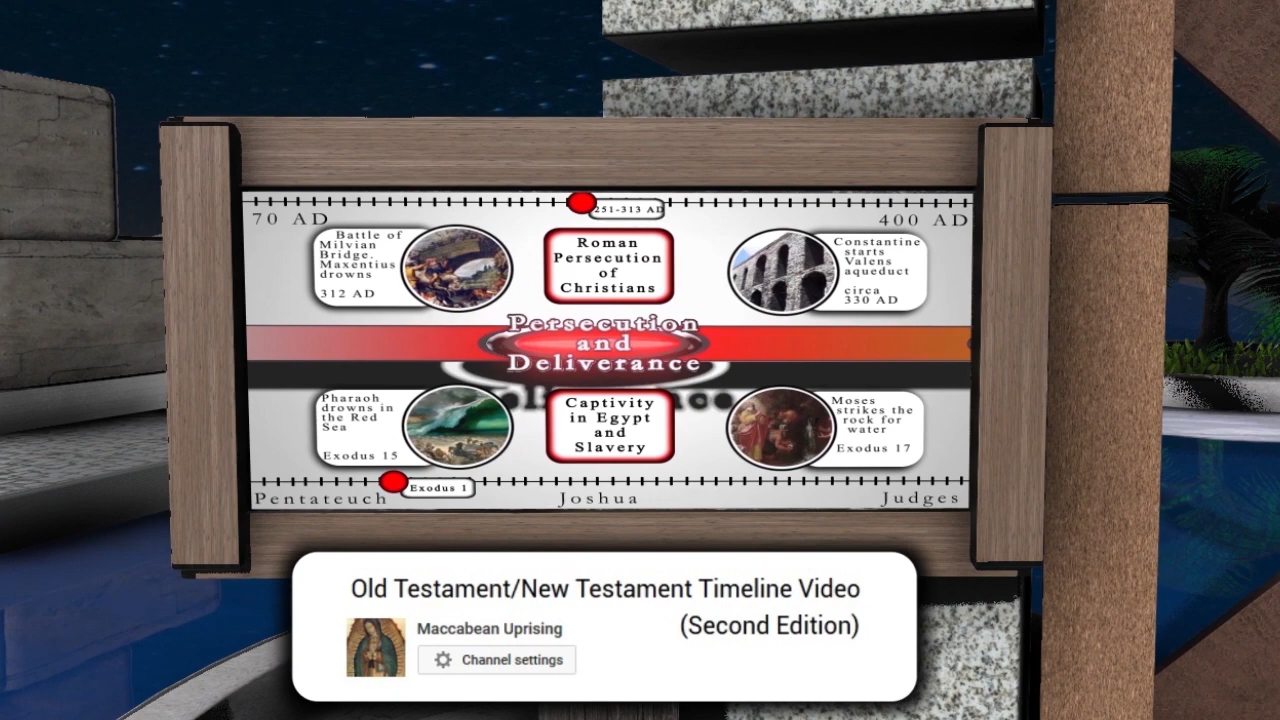 251-313 AD
70 AD
400 AD
Battle of
Milvian
Bridge.
Maxentius
drowns
312 AD
Roman
Persecution
of
Christians
Constantine
starts
Valens
aqueduct
circa
330 AD
Persecution
and
Deliverance
Pharaoh
drowns in
the Red
Sea
Exodus 15
Captivity
in Egypt
and
Slavery
Moses
strikes the
rock for
water
Exodus 17
Exodus 1
Pentateuch
Joshua
Judges
Old Testament/New Testament Timeline Video
(Second Edition)
Maccabean Uprising
Channel settings